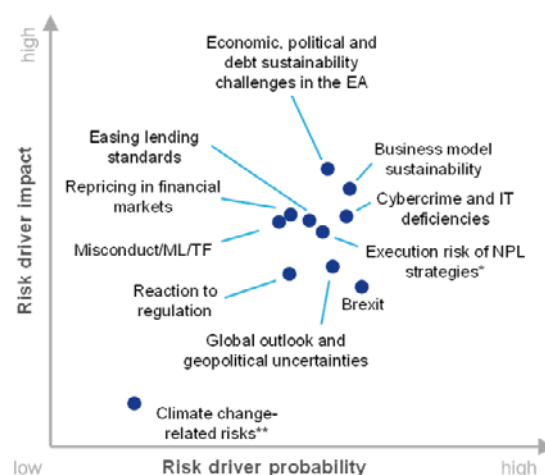 high
Risk driver impact
Economic, political and
debt sustainability
challenges in the EA
Easing lending
standards
Business model
sustainability
Repricing in financial
markets
Cybercrime and IT
deficiencies
Misconduct/ML/TF
Execution risk of NPL
strategies*
Reaction to
regulation
Brexit
Global outlook and
geopolitical uncertainties
Climate change-
related risks**
low
Risk driver probability
high